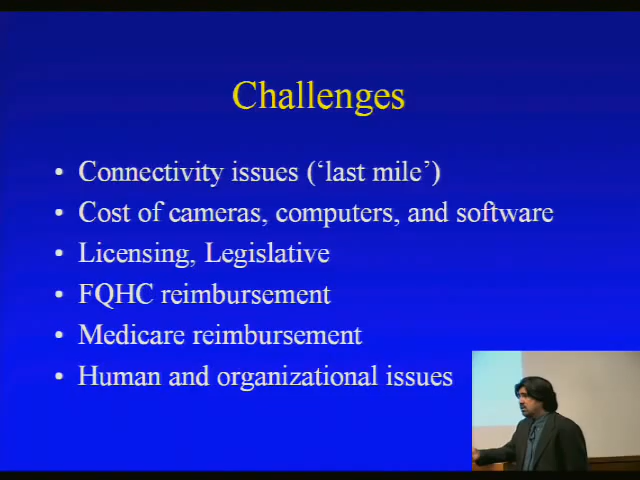 Challenges
• Connectivity issues (‘last mile’)
• Cost of cameras, computers, and software
• Licensing, Legislative
• FQHC reimbursement
• Medicare reimbursement
• Human and organizational issues